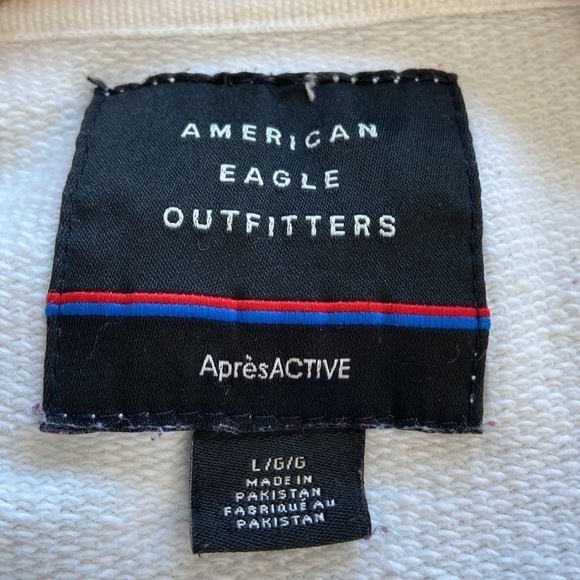 AMERICAN
EAGLE
OUTFITTERS
AprèsACTIVE
L/G/G
MADE IN
PAKISTAN
FABRIQUÉ AU
PAKISTAN